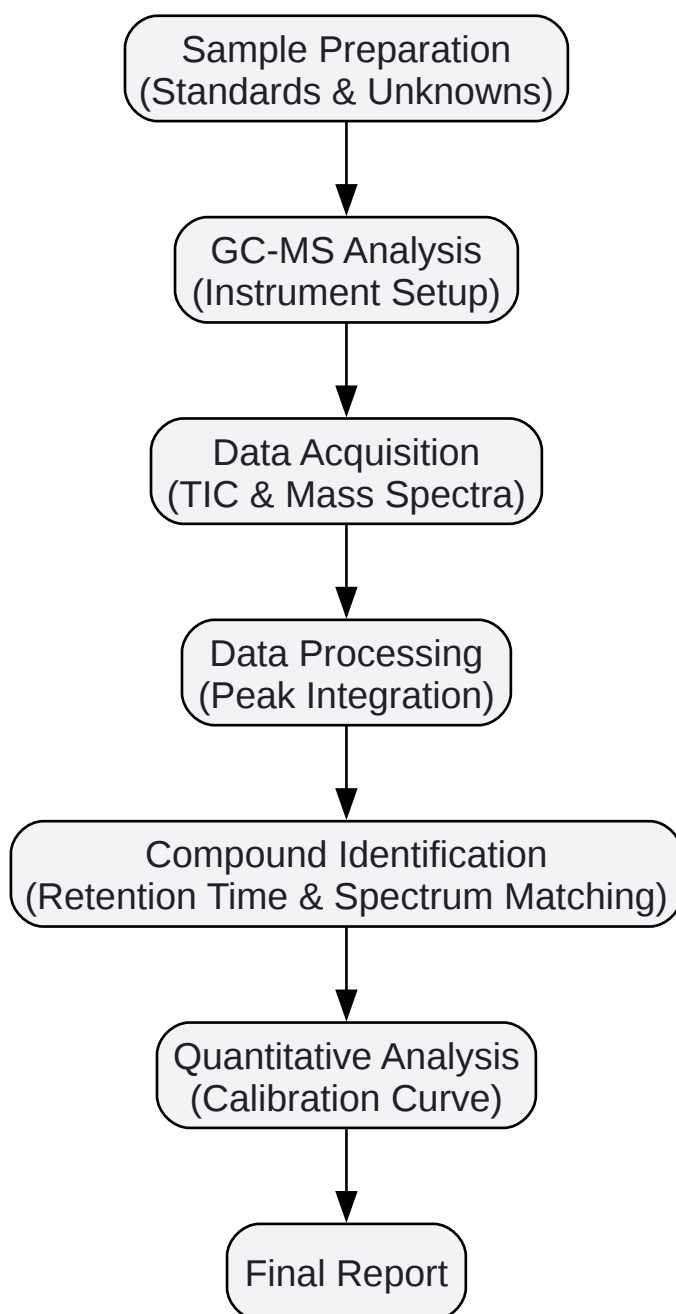 Sample Preparation
(Standards & Unknowns)
GC-MS Analysis
(Instrument Setup)
Data Acquisition
(TIC & Mass Spectra)
Data Processing
(Peak Integration)
Compound Identification
(Retention Time & Spectrum Matching)
Quantitative Analysis
(Calibration Curve)
Final Report